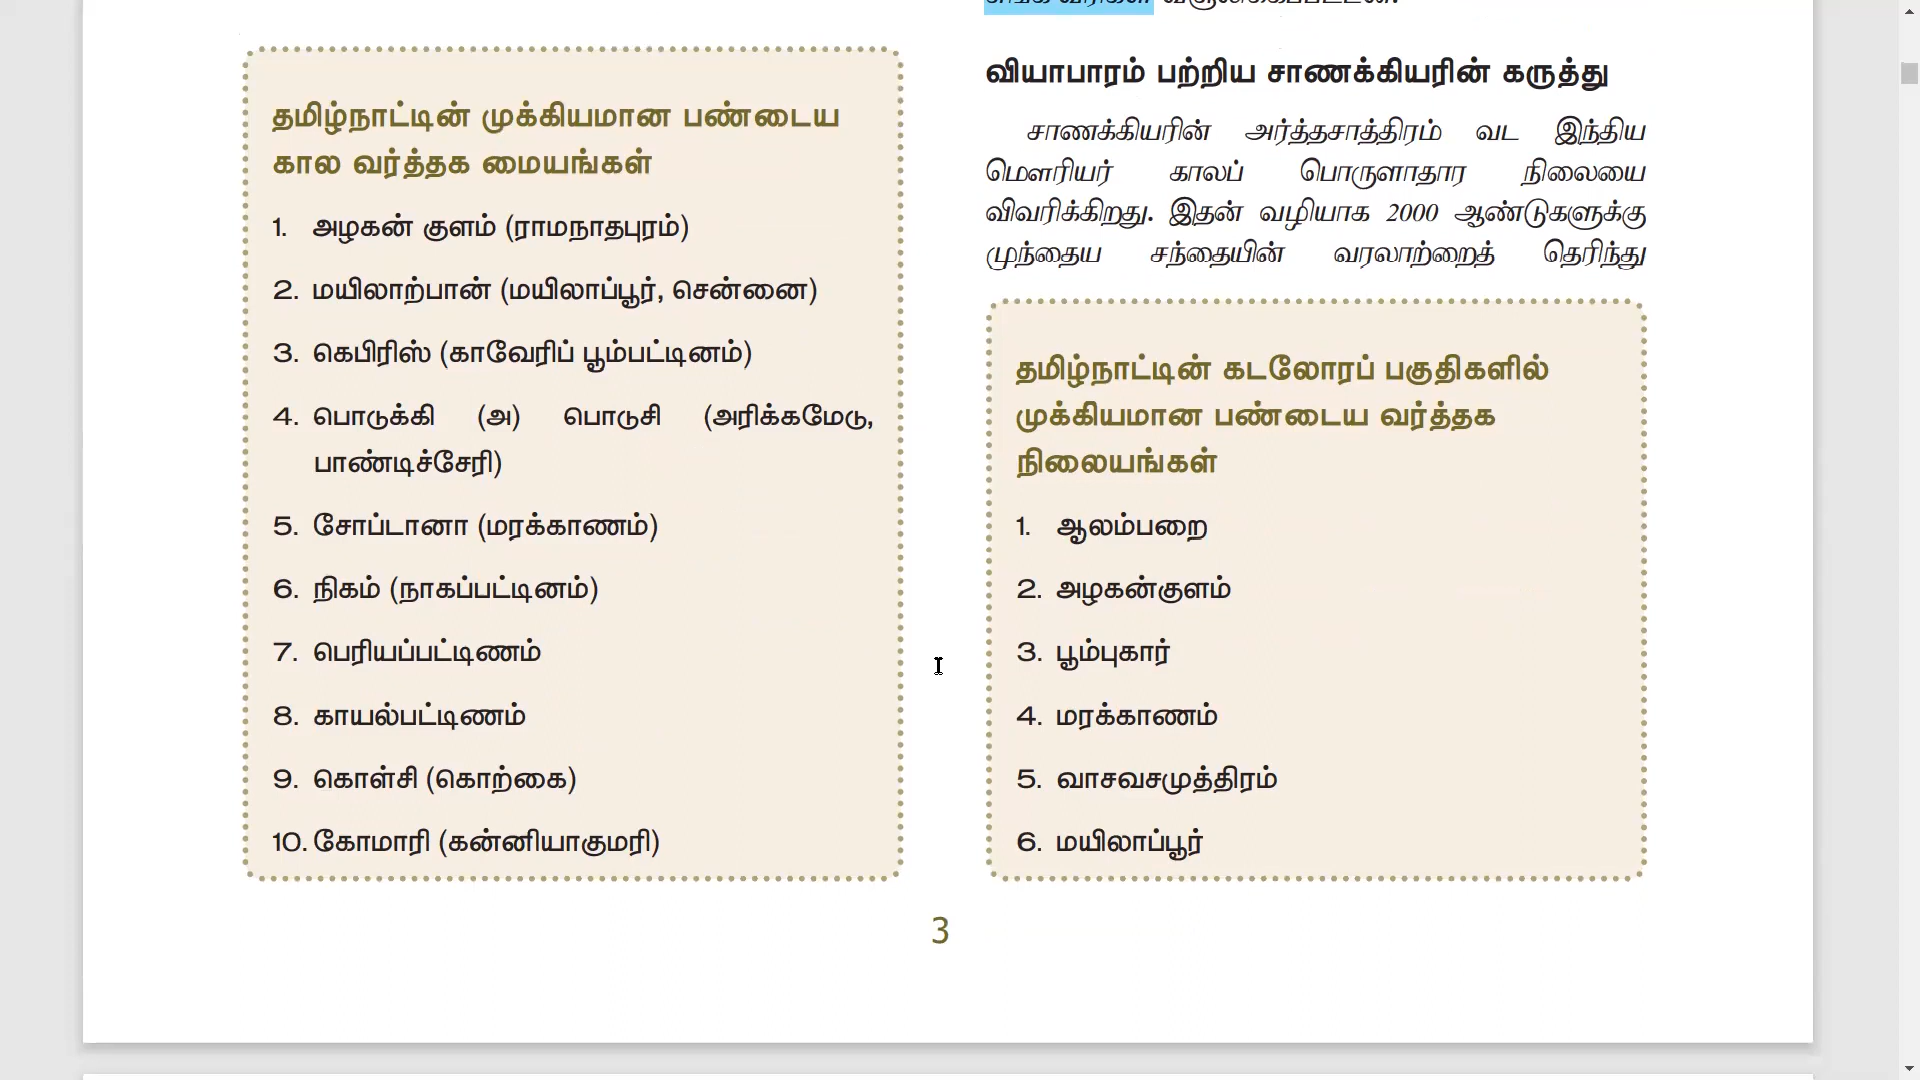 தமிழ்நாட்டின் முக்கியமான பண்டைய
கால வர்த்தக மையங்கள்
1. அழகன் குளம் (ராமநாதபுரம்)
2. மயிலாற்பான் (மயிலாப்பூர், சென்னை)
3. கெபிரிஸ் (காவேரிப் பூம்பட்டினம்)
4. பொடுக்கி (அ) பொடுசி (அரிக்கமேடு,
பாண்டிச்சேரி)
5. சோப்டானா (மரக்காணம்)
6. நிகம் (நாகப்பட்டினம்)
7. பெரியப்பட்டிணம்
8. காயல்பட்டிணம்
9. கொள்சி (கொற்கை)
10. கோமாரி (கன்னியாகுமரி)
வியாபாரம் பற்றிய சாணக்கியரின் கருத்து
சாணக்கியரின் அர்த்தசாத்திரம் வட இந்திய
மௌரியர் காலப் பொருளாதார நிலையை
விவரிக்கிறது. இதன் வழியாக 2000 ஆண்டுகளுக்கு
முந்தைய சந்தையின் வரலாற்றைத் தெரிந்து
தமிழ்நாட்டின் கடலோரப் பகுதிகளில்
முக்கியமான பண்டைய வர்த்தக
நிலையங்கள்
1. ஆலம்பறை
2. அழகன்குளம்
3. பூம்புகார்
4. மரக்காணம்
5. வாசவசமுத்திரம்
6. மயிலாப்பூர்
3